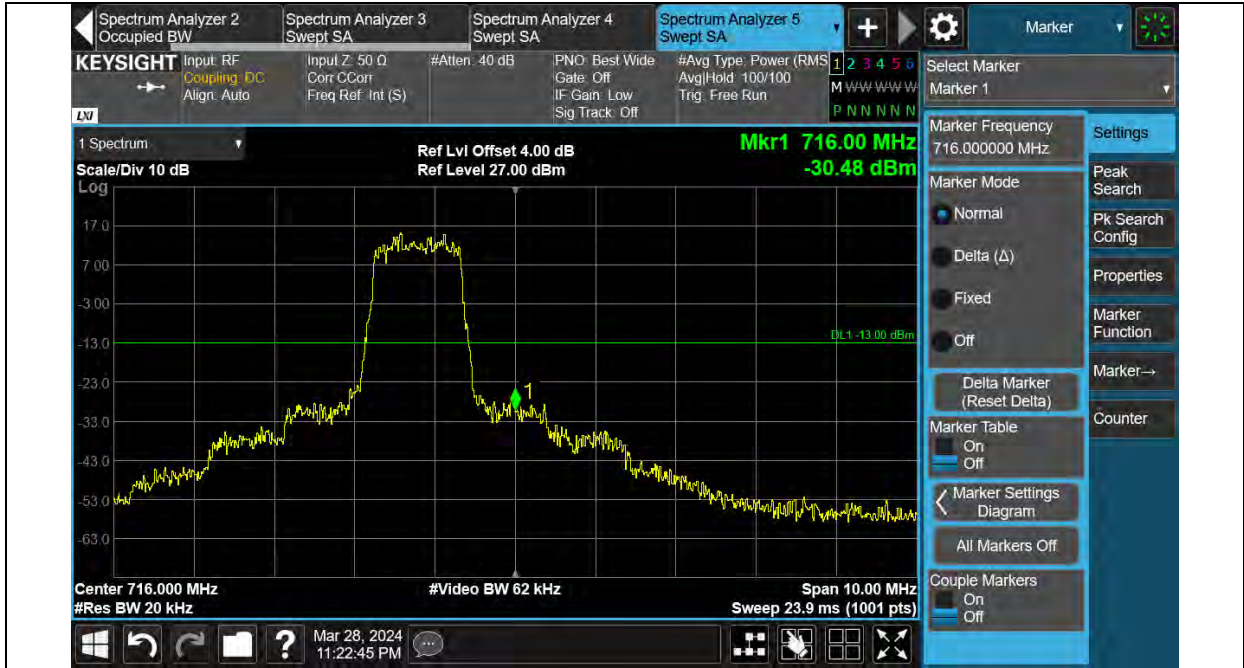 Spectrum Analyzer 2
Occupied BW
Spectrum Analyzer 3
Swept SA
Spectrum Analyzer 4
Swept SA
Spectrum Analyzer 5
Swept SA
Marker
KEYSIGHT
LXI
Input: RF
Coupling: DC
Align: Auto
Input Z: 50 Ω
Corr CCorr
Freq Ref: Int (S)
#Atten: 40 dB
PNO: Best Wide
Gate: Off
IF Gain: Low
Sig Track: Off
#Avg Type: Power (RMS
Avg|Hold: 100/100
Trig: Free Run
1 2 3 4 5 6
M W W W W W
P N N N N N
Select Marker
Marker 1
1 Spectrum
Scale/Div 10 dB
Ref Lvl Offset 4.00 dB
Ref Level 27.00 dBm
Mkr1 716.00 MHz
-30.48 dBm
Log
17.0
7.00
-3.00
-13.0
-23.0
-33.0
-43.0
-53.0
-63.0
DL1 -13.00 dBm
1
Center 716.000 MHz
#Res BW 20 kHz
#Video BW 62 kHz
Span 10.00 MHz
Sweep 23.9 ms (1001 pts)
Marker Frequency
716.000000 MHz
Marker Mode
Normal
Delta (Δ)
Fixed
Off
Delta Marker
(Reset Delta)
Marker Table
On
Off
Marker Settings
Diagram
All Markers Off
Couple Markers
On
Off
Settings
Peak
Search
Pk Search
Config
Properties
Marker
Function
Marker→
Counter
?
Mar 28, 2024
11:22:45 PM